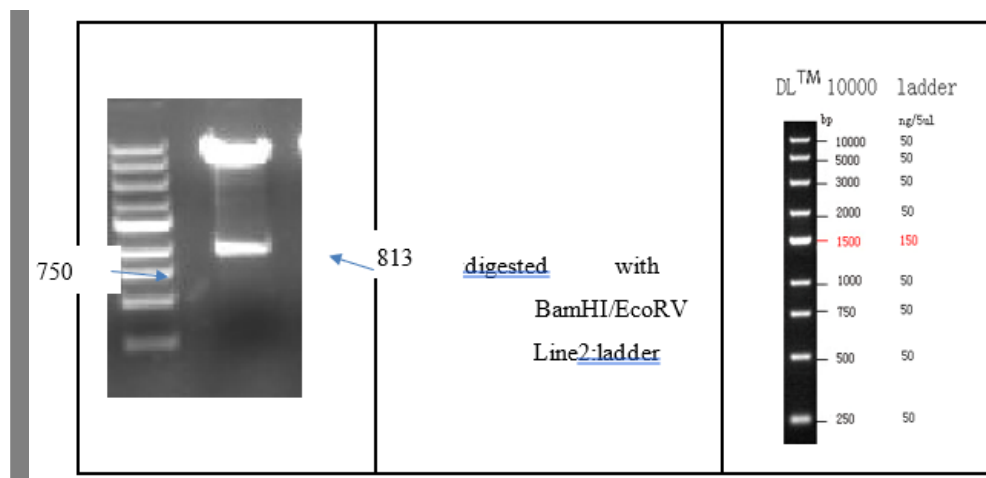 750
813
digested with
BamHI/EcoRV
Line2:ladder
DL™ 10000 ladder
bp ng/5ul
10000 50
5000 50
3000 50
2000 50
1500 150
1000 50
750 50
500 50
250 50